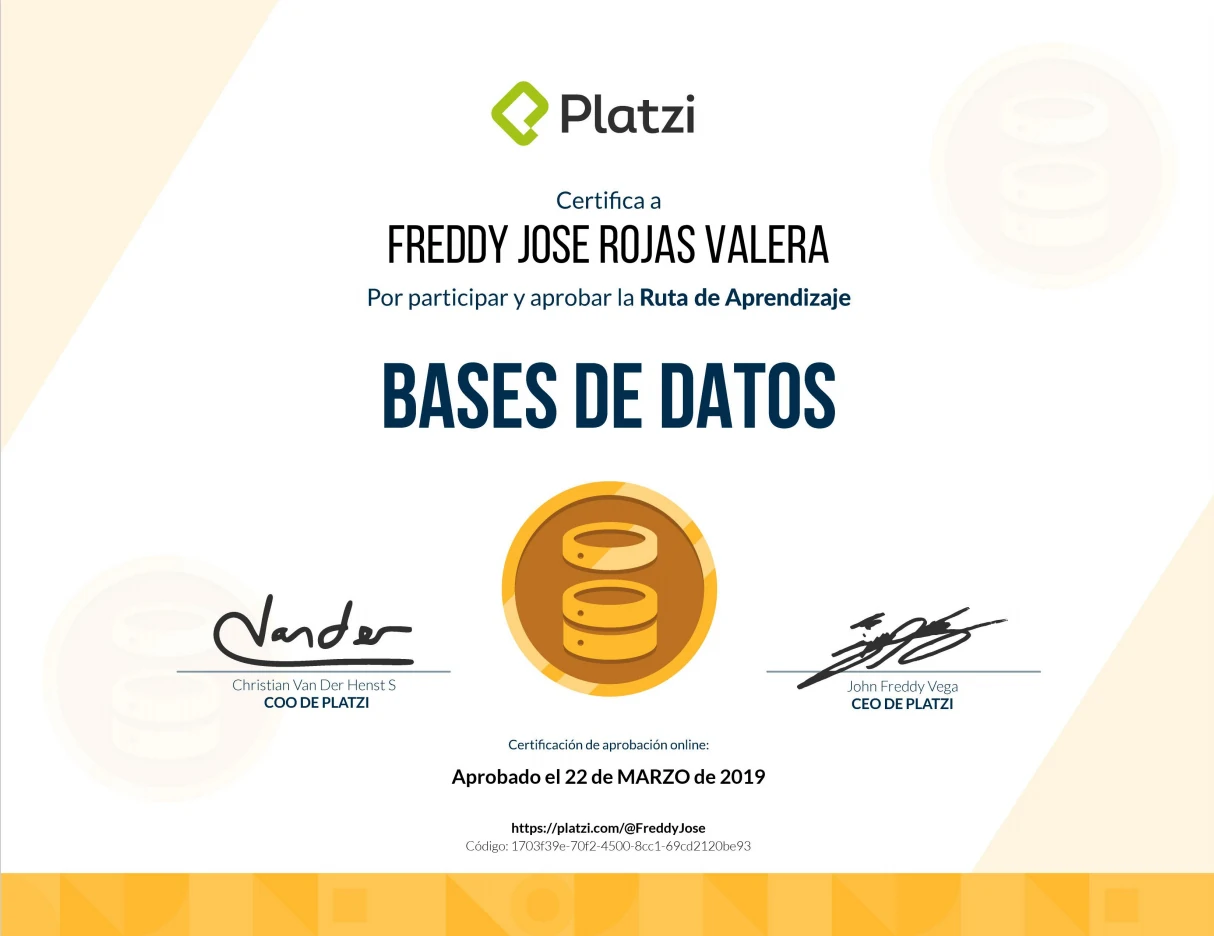 Platzi
Certifica a
FREDDY JOSE ROJAS VALERA
Por participar y aprobar la Ruta de Aprendizaje
BASES DE DATOS
Vander
Christian Van Der Henst S
COO DE PLATZI
John Freddy Vega
CEO DE PLATZI
Certificación de aprobación online:
Aprobado el 22 de MARZO de 2019
https://platzi.com/@FreddyJose
Código: 1703f39e-70f2-4500-8cc1-69cd2120be93